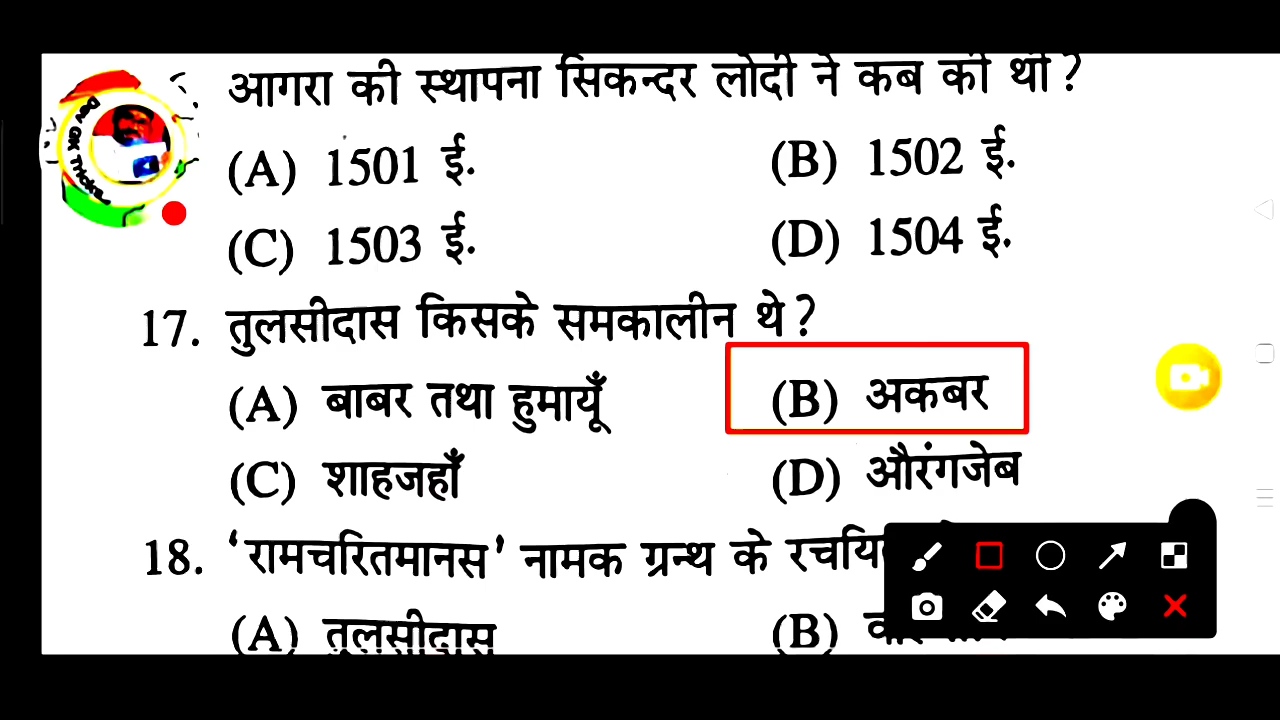 आगरा की स्थापना सिकन्दर लोदी ने कब की थी?
(A) 1501 ई.
(B) 1502 ई.
(C) 1503 ई.
(D) 1504 ई.
17. तुलसीदास किसके समकालीन थे?
(A) बाबर तथा हुमायूँ
(B) अकबर
(C) शाहजहाँ
(D) औरंगजेब
18. 'रामचरितमानस' नामक ग्रन्थ के
(A) तुलसीदास
(B)